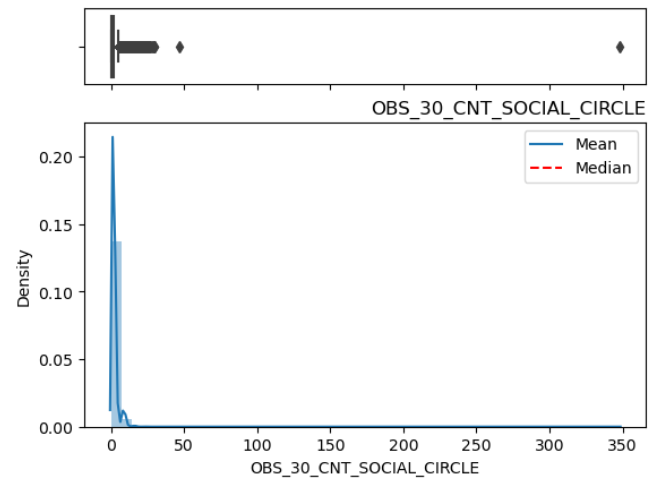 OBS_30_CNT_SOCIAL_CIRCLE
Mean
Median
Density
0.20
0.15
0.10
0.05
0.00
0 50 100 150 200 250 300 350
OBS_30_CNT_SOCIAL_CIRCLE